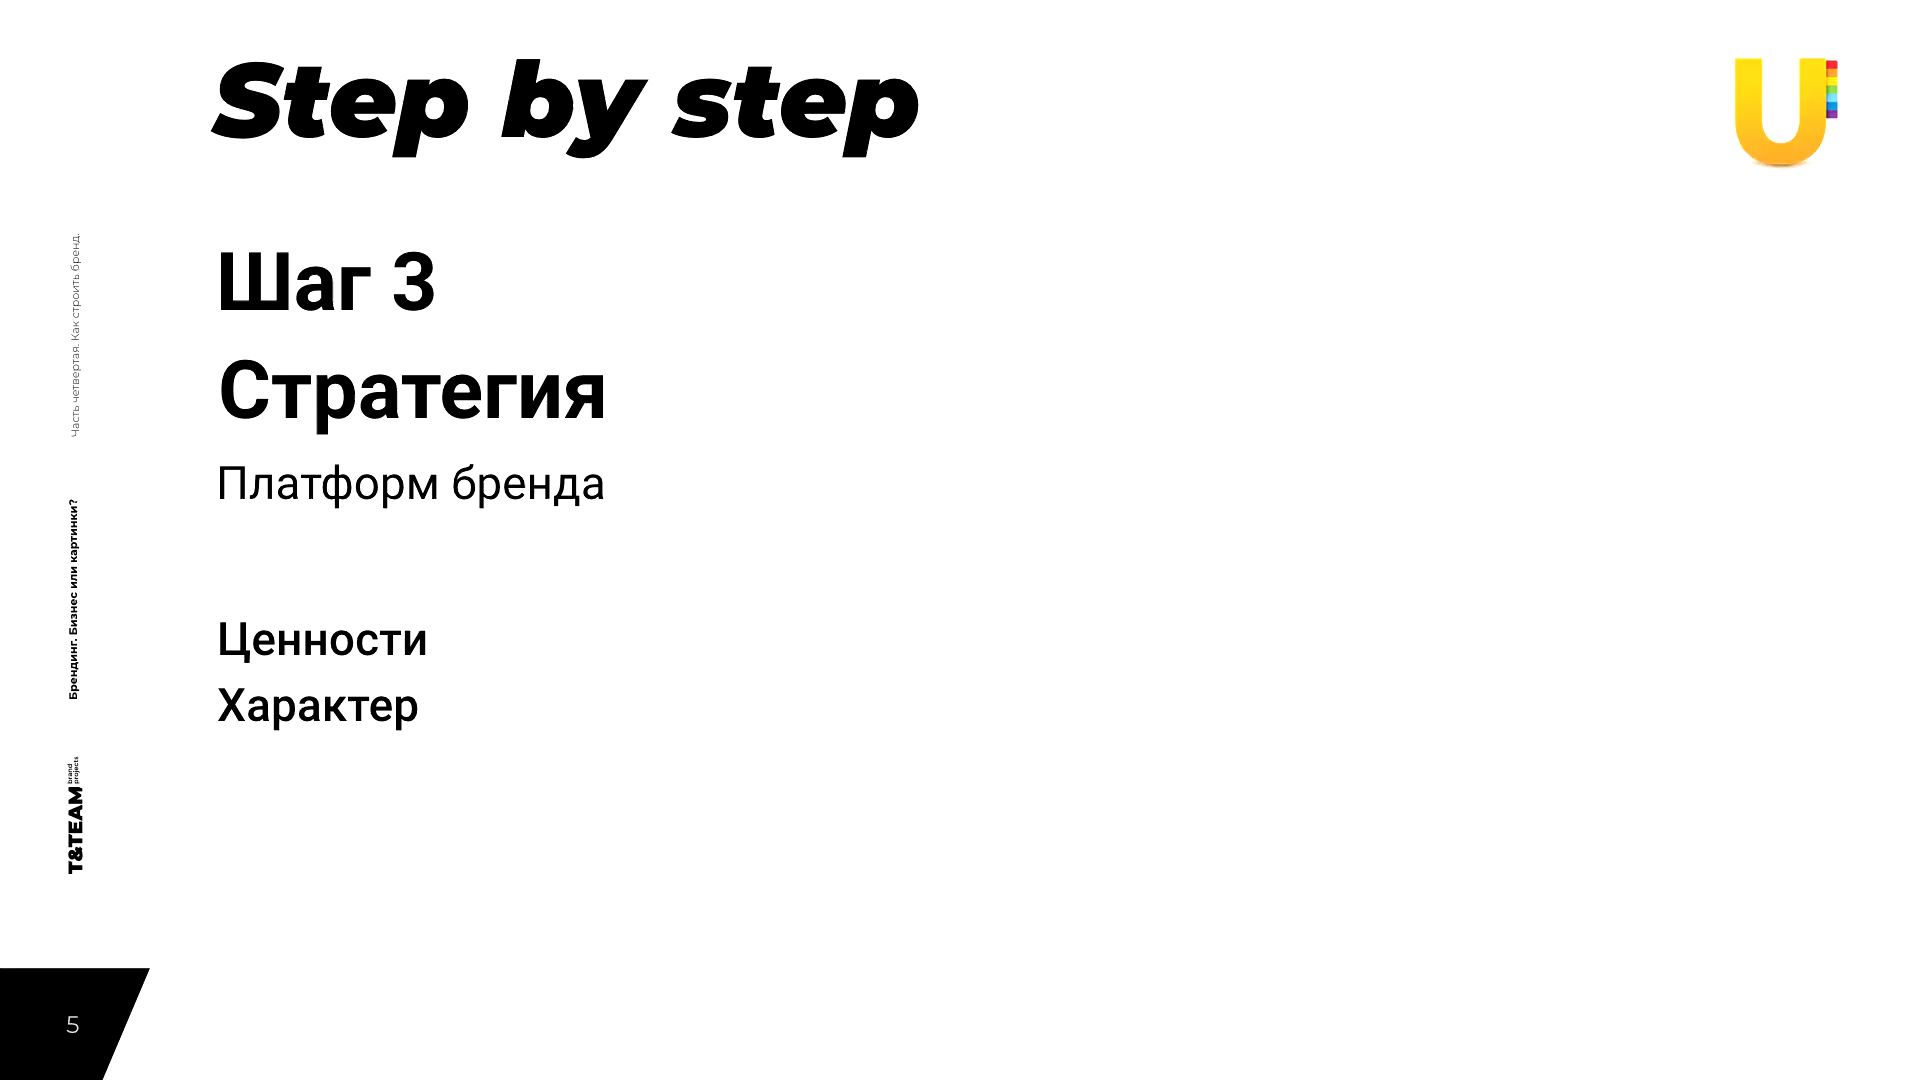 Step by step
U
Шаг 3
Стратегия
Платформ бренда
Ценности
Характер
Часть четвертая. Как строить бренд.
Брендинг. Бизнес или картинки?
T&TEAM brand projects
5